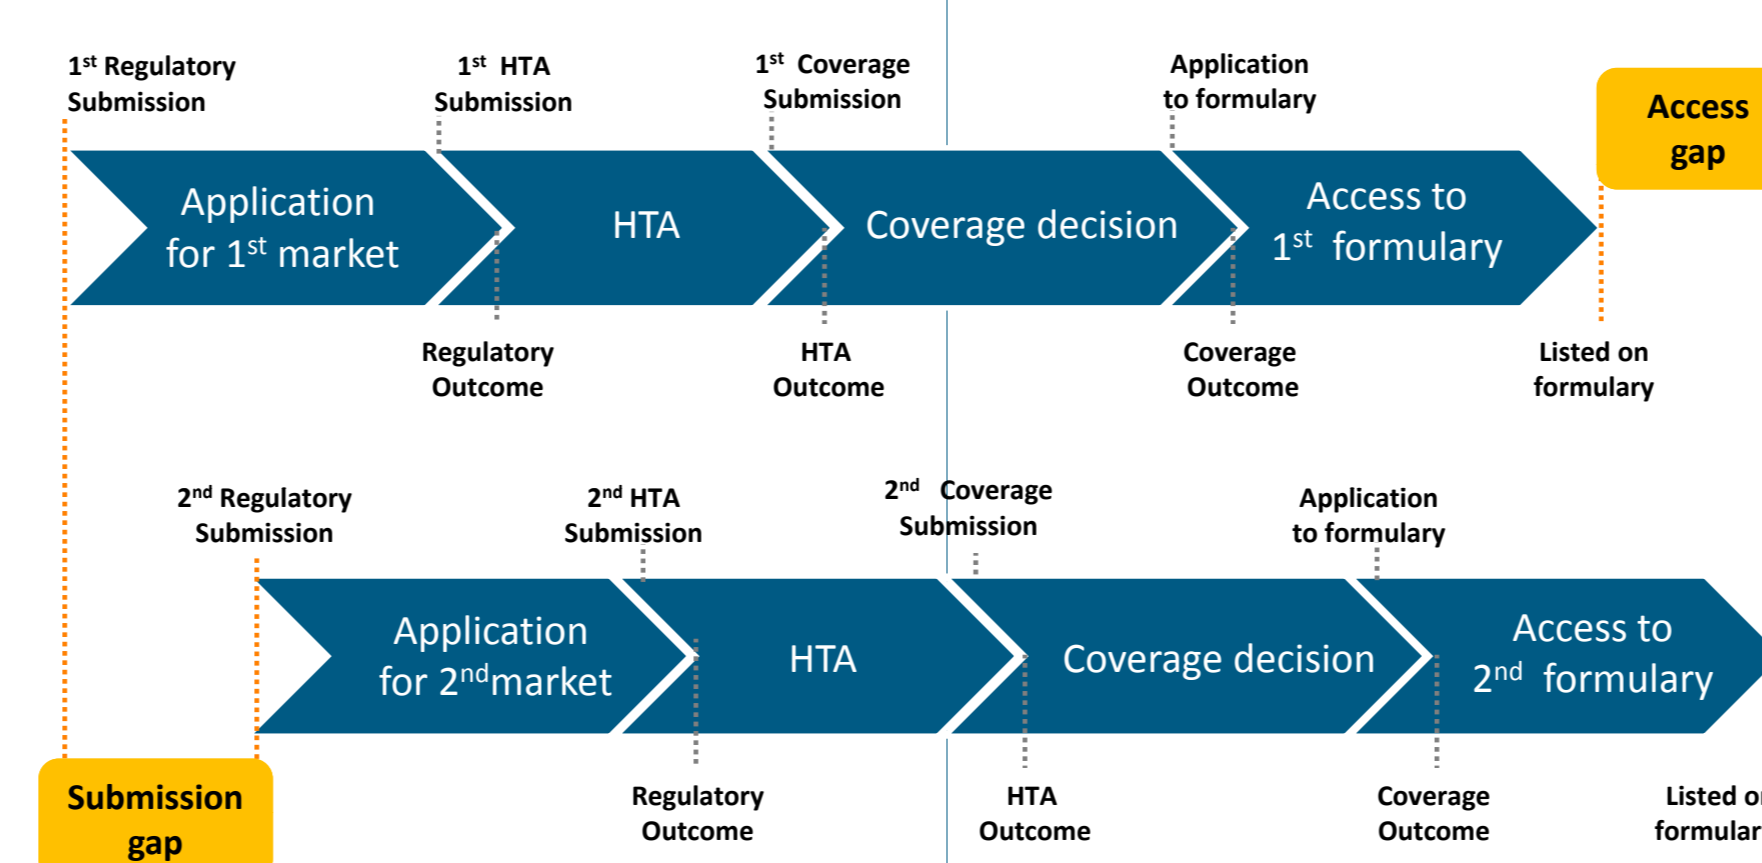 1st Regulatory
Submission
1st HTA
Submission
1st Coverage
Submission
Application
to formulary
Access
gap
Application
for 1st market
HTA
Coverage decision
Access to
1st formulary
Regulatory
Outcome
HTA
Outcome
Coverage
Outcome
Listed on
formulary
2nd Regulatory
Submission
2nd HTA
Submission
2nd Coverage
Submission
Application
to formulary
Application
for 2nd market
HTA
Coverage decision
Access to
2nd formulary
Submission
gap
Regulatory
Outcome
HTA
Outcome
Coverage
Outcome
Listed